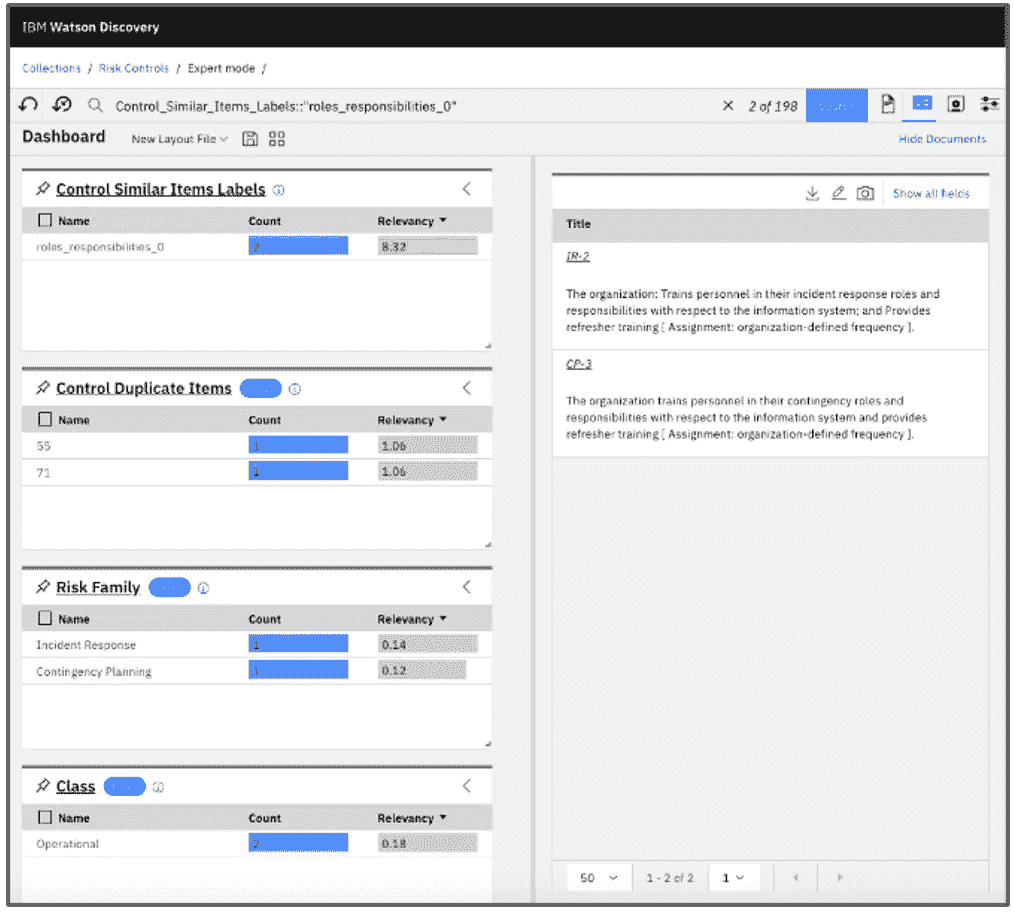 IBM Watson Discovery
Collections / Risk Controls / Expert mode /
Control_Similar_Items_Labels::"roles_responsibilities_0"
2 of 198
Dashboard
New Layout File
Hide Documents
Control Similar Items Labels
Name Count Relevancy
roles_responsibilities_0 2 8.32
Control Duplicate Items
Name Count Relevancy
55 1 1.06
71 1 1.06
Risk Family
Name Count Relevancy
Incident Response 1 0.14
Contingency Planning 1 0.12
Class
Name Count Relevancy
Operational 2 0.18
Show all fields
Title
IR-2
The organization: Trains personnel in their incident response roles and
responsibilities with respect to the information system; and Provides
refresher training [ Assignment: organization-defined frequency ].
CP-3
The organization trains personnel in their contingency roles and
responsibilities with respect to the information system and provides
refresher training [ Assignment: organization-defined frequency ].
50
1 - 2 of 2
1